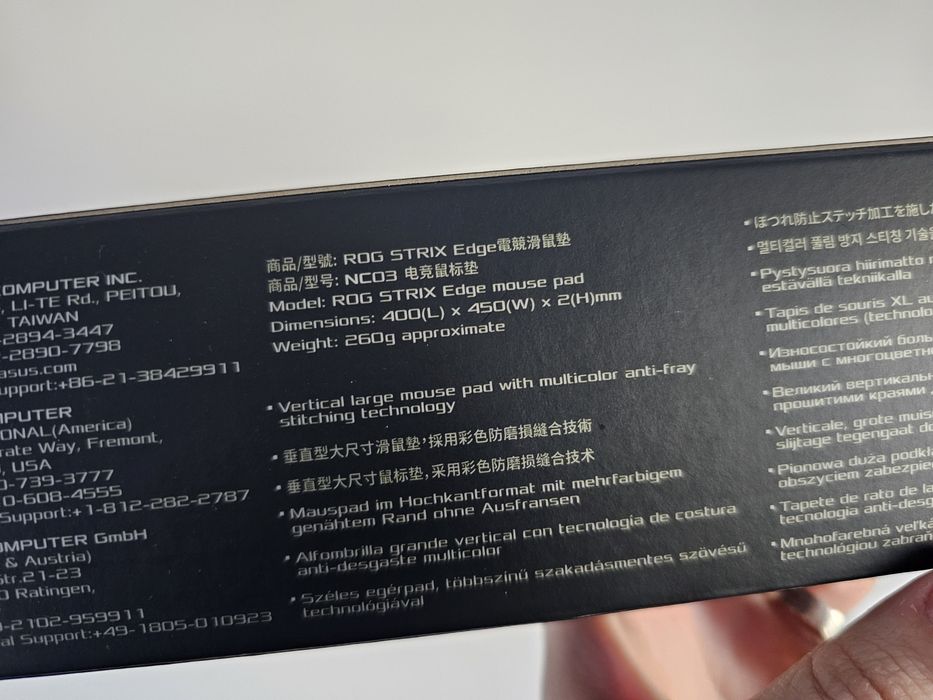 COMPUTER INC.
LI-TE Rd., PEITOU,
TAIWAN
-2894-3447
-2890-7798
asus.com
Support:+86-21-38429911
MPUTER
ONAL(America)
rate Way, Fremont,
USA
0-739-3777
0-608-4555
Support:+1-812-282-2787
OMPUTER GmbH
& Austria)
Str.21-23
0 Ratingen,
-2102-959911
al Support:+49-1805-010923
商品/型號: ROG STRIX Edge電競滑鼠墊
商品/型号: NC03 电竞鼠标垫
Model: ROG STRIX Edge mouse pad
Dimensions: 400(L) x 450(W) x 2(H)mm
Weight: 260g approximate
▪ Vertical large mouse pad with multicolor anti-fray
stitching technology
▪ 垂直型大尺寸滑鼠墊，採用彩色防磨損縫合技術
▪ 垂直型大尺寸鼠标垫，采用彩色防磨损缝合技术
▪ Mauspad im Hochkantformat mit mehrfarbigem
genähtem Rand ohne Ausfransen
▪ Alfombrilla grande vertical con tecnología de costura
anti-desgaste multicolor
▪ Széles egérpad, többszínű szakadásmentes szövésű
technológiával
▪ ほつれ防止ステッチ加工を施した
▪ 멀티컬러 풀림 방지 스티칭 기술을
▪ Pystysuora hiirimatto
estävällä tekniikalla
▪ Tapis de souris XL au
multicolores (technolo
▪ Износостойкий боль
мыши с многоцветн
▪ Великий вертикальн
прошитими краями
▪ Verticale, grote muis
slijtage tegengaat do
▪ Pionowa duża podkła
obszyciem zabezpie
▪ Tapete de rato de la
tecnologia anti-desg
▪ Mnohofarebná veľká
technológiou zabraň